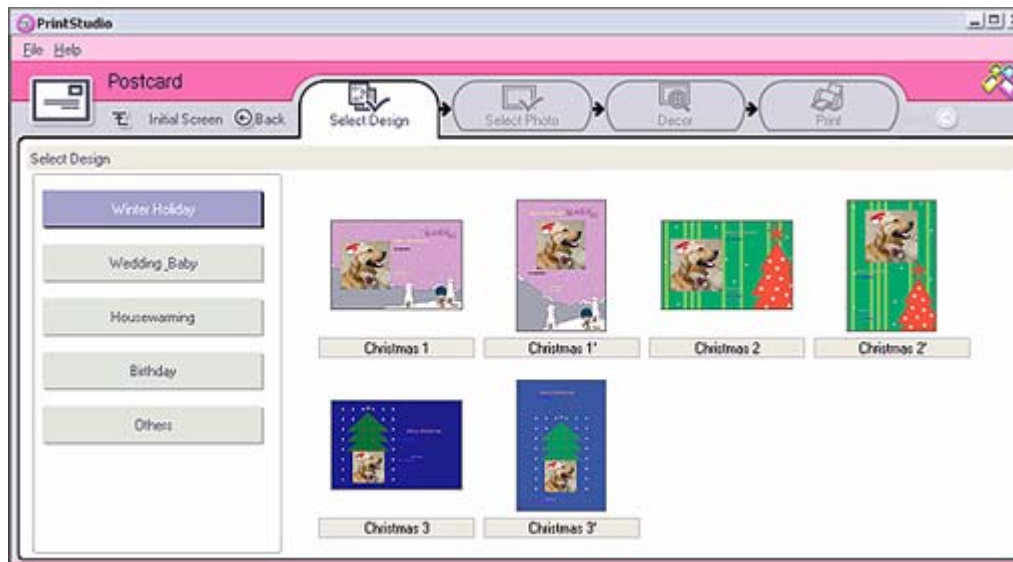 PrintStudio
File Help
Postcard
Initial Screen Back
Select Design
Select Photo
Decor
Print
Select Design
Winter Holiday
Wedding_Baby
Housewarming
Birthday
Others
Christmas 1
Christmas 1'
Christmas 2
Christmas 2'
Christmas 3
Christmas 3'